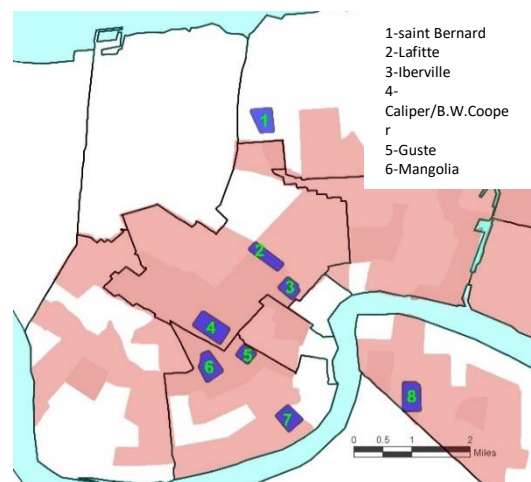 1-saint Bernard
2-Lafitte
3-Iberville
4-
Caliper/B.W.Coope
r
5-Guste
6-Mangolia
1
2
3
4
5
6
7
8
0 0.5 1 2
Miles